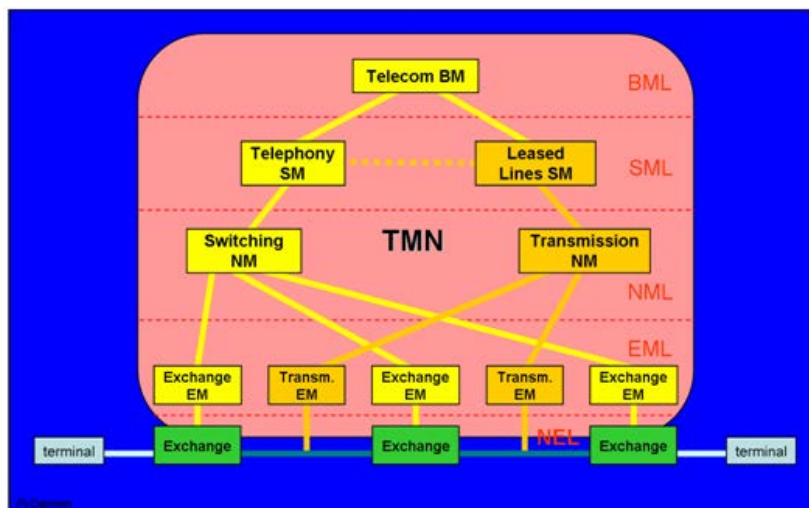 Telecom BM
BML
Telephony
SM
Leased
Lines SM
SML
Switching
NM
TMN
Transmission
NM
NML
EML
Exchange
EM
Transm.
EM
Exchange
EM
Transm.
EM
Exchange
EM
NEL
terminal
Exchange
Exchange
Exchange
terminal